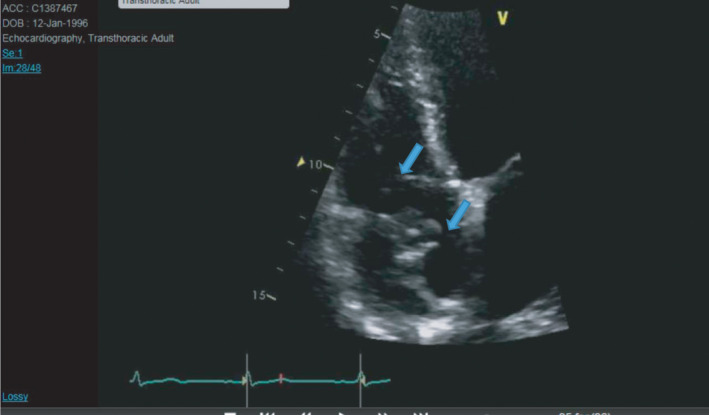 Transthoracic Adult
ACC : C1387467
DOB : 12-Jan-1996
Echocardiography, Transthoracic Adult
Se:1
Im:28/48
V
5
10
15
Lossy